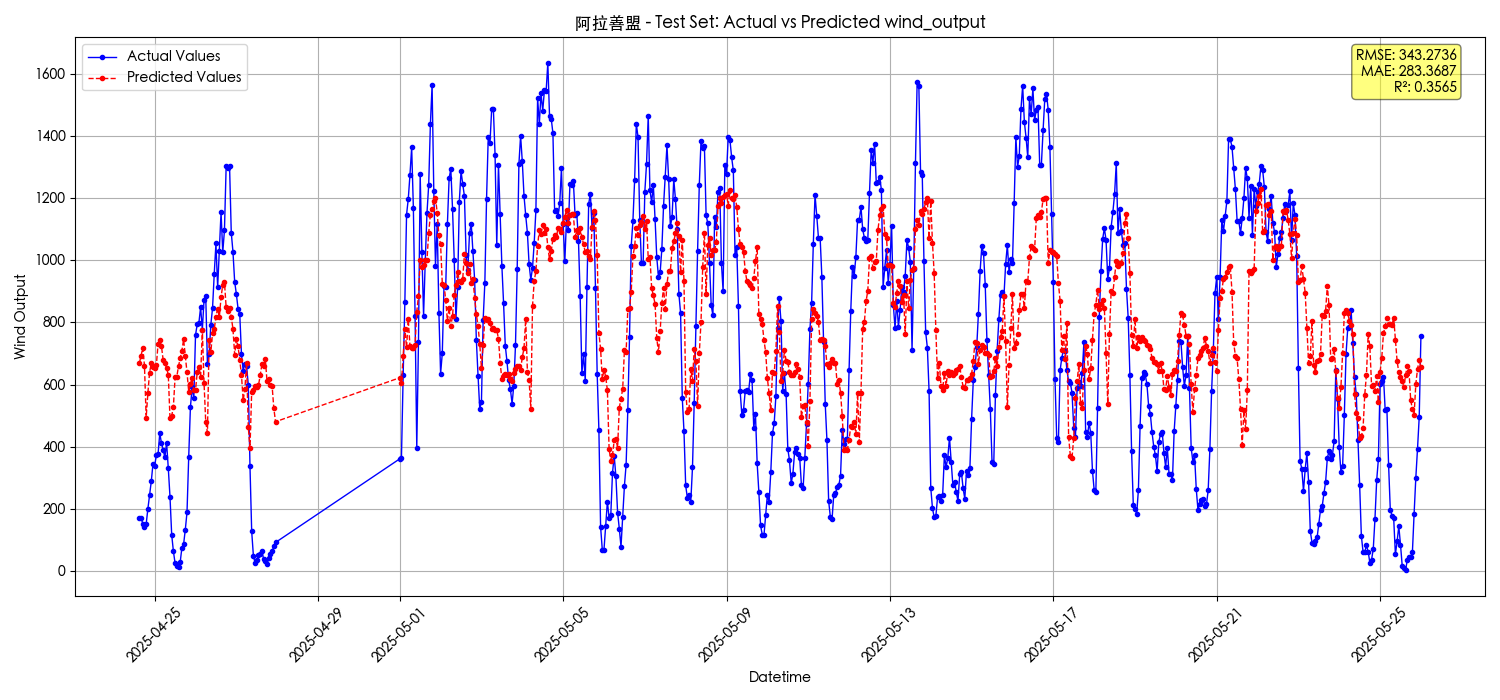 阿拉善盟 - Test Set: Actual vs Predicted wind_output
Actual Values
Predicted Values
RMSE: 343.2736
MAE: 283.3687
R²: 0.3565
Wind Output
1600
1400
1200
1000
800
600
400
200
0
2025-04-25
2025-04-29
2025-05-01
2025-05-05
2025-05-09
2025-05-13
2025-05-17
2025-05-21
2025-05-25
Datetime